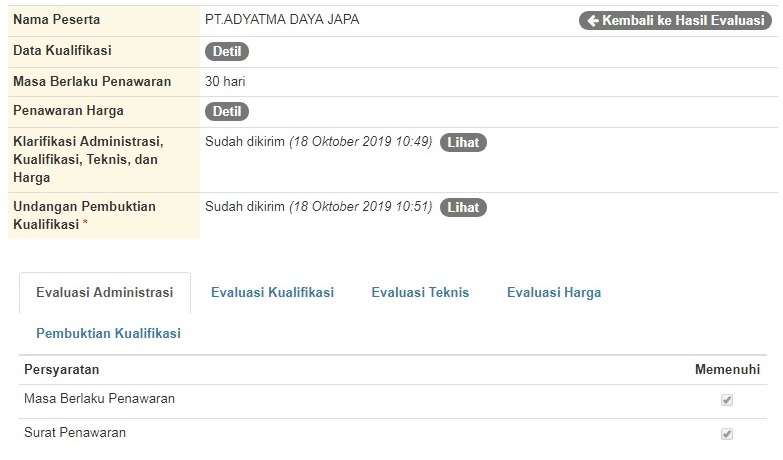 Nama Peserta PT.ADYATMA DAYA JAPA Kembali ke Hasil Evaluasi
Data Kualifikasi Detil
Masa Berlaku Penawaran 30 hari
Penawaran Harga Detil
Klarifikasi Administrasi, Sudah dikirim (18 Oktober 2019 10:49) Lihat
Kualifikasi, Teknis, dan
Harga
Undangan Pembuktian Sudah dikirim (18 Oktober 2019 10:51) Lihat
Kualifikasi *
Evaluasi Administrasi Evaluasi Kualifikasi Evaluasi Teknis Evaluasi Harga
Pembuktian Kualifikasi
Persyaratan Memenuhi
Masa Berlaku Penawaran
Surat Penawaran